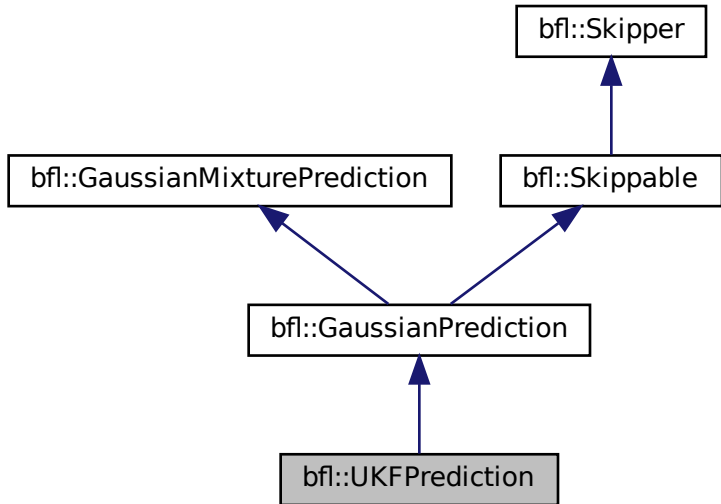 bfl::Skipper
bfl::GaussianMixturePrediction
bfl::Skippable
bfl::GaussianPrediction
bfl::UKFPrediction